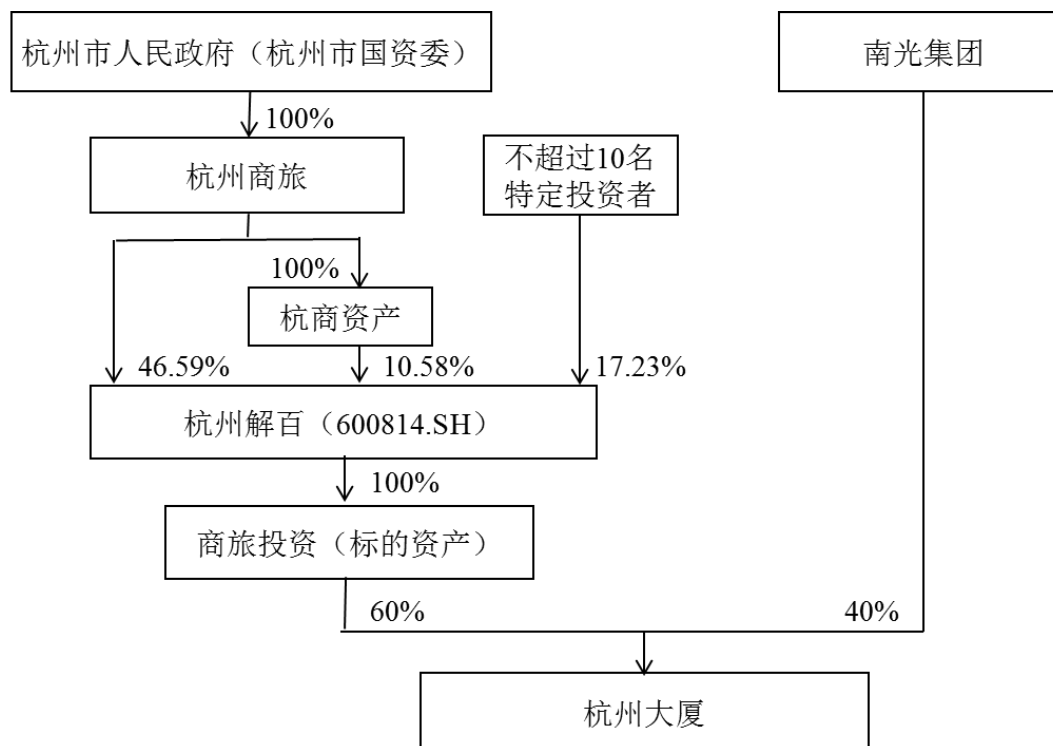 杭州市人民政府（杭州市国资委）
南光集团
100%
杭州商旅
不超过10名
特定投资者
100%
杭商资产
46.59%
10.58%
17.23%
杭州解百（600814.SH）
100%
商旅投资（标的资产）
60%
40%
杭州大厦